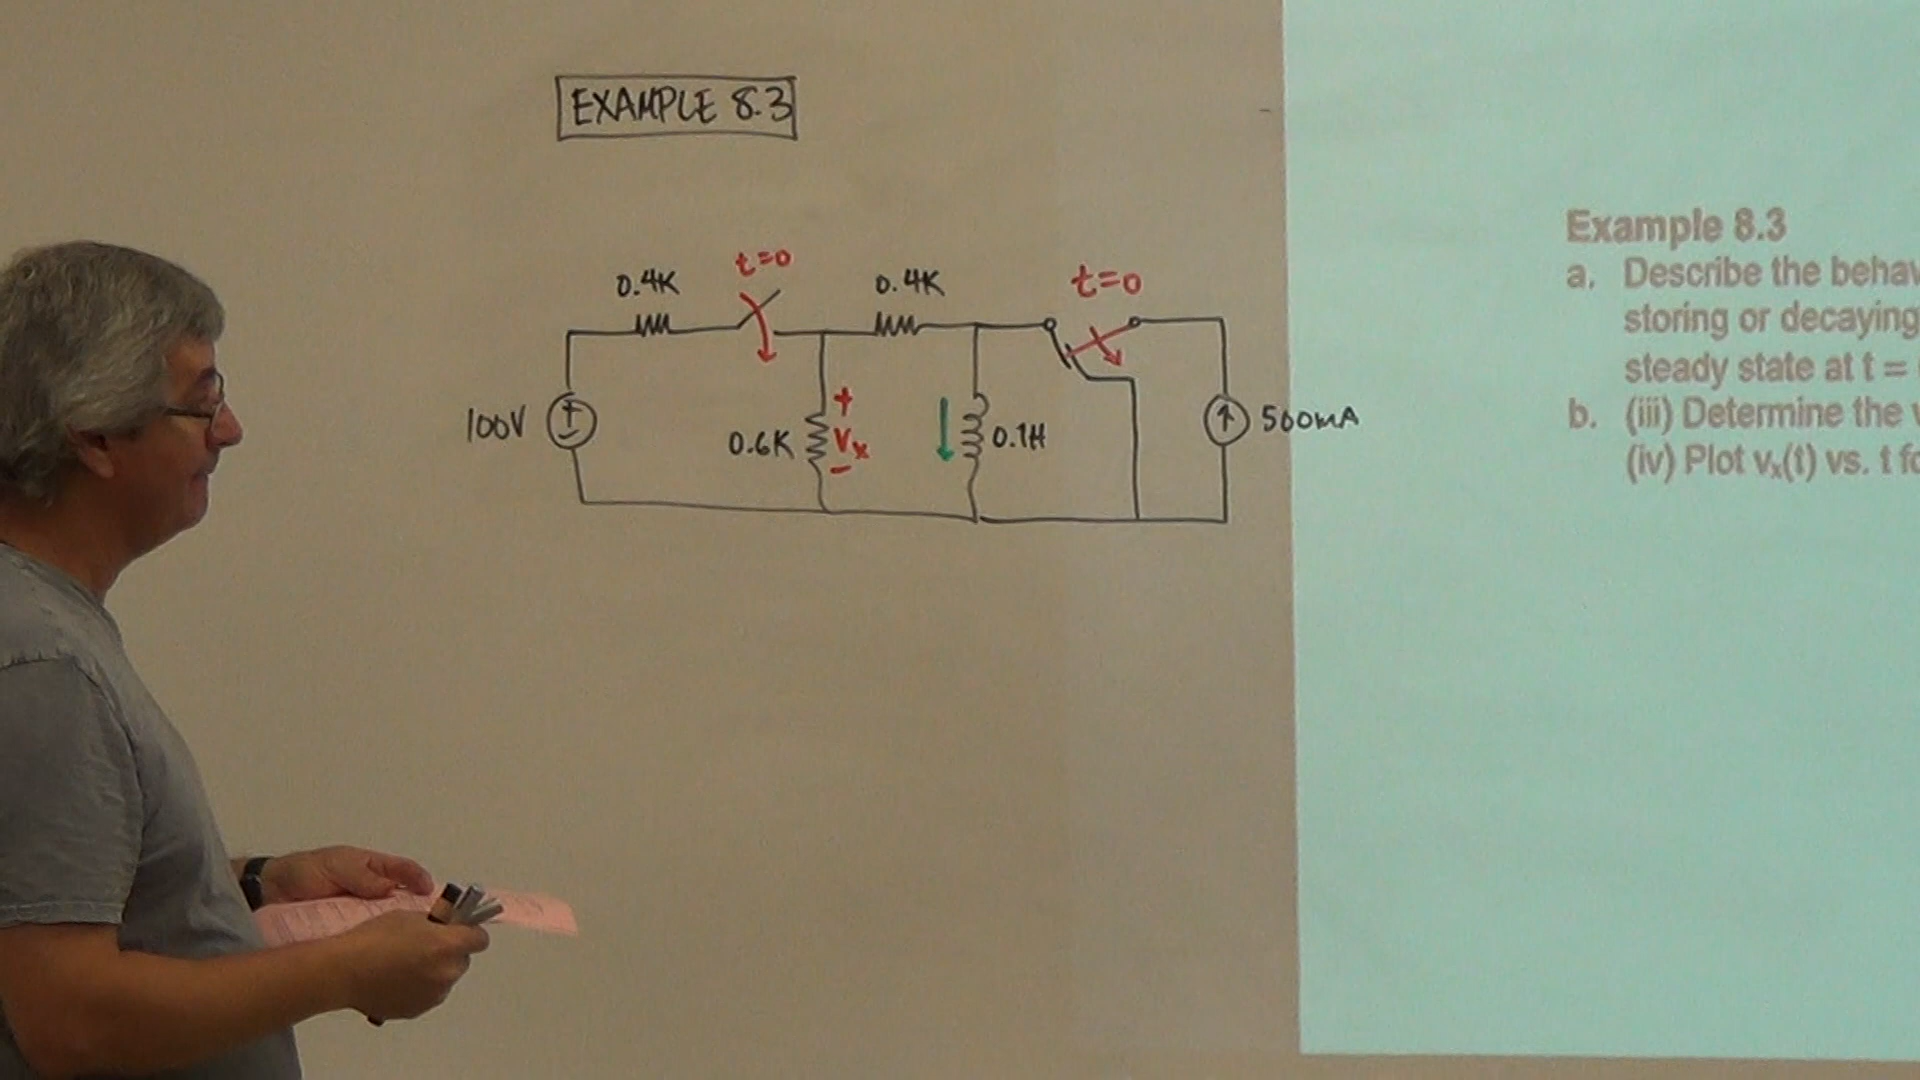 EXAMPLE 8.3
t=0
0.4K
0.4K
t=0
100V
+
-
0.6K
+
Vx
-
0.1H
500mA
Example 8.3
a. Describe the
storing or decaying
steady state at t =
b. (iii) Determine the
(iv) Plot vx(t) vs. t